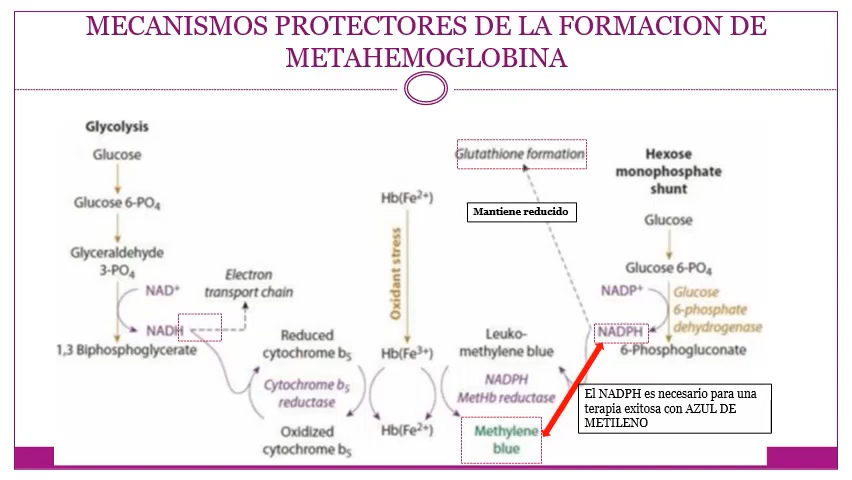 MECANISMOS PROTECTORES DE LA FORMACION DE
METAHEMOGLOBINA
Glycolysis
Glucose
Glucose 6-PO₄
Glyceraldehyde
3-PO₄
NAD⁺
NADH
1,3 Biphosphoglycerate
Electron
transport chain
Reduced
cytochrome b₅
Cytochrome b₅
reductase
Oxidized
cytochrome b₅
Hb(Fe²⁺)
Oxidant stress
Hb(Fe³⁺)
Hb(Fe²⁺)
Leuko-
methylene blue
NADPH
MetHb reductase
Methylene
blue
Glutathione formation
Mantiene reducido
Hexose
monophosphate
shunt
Glucose
Glucose 6-PO₄
NADP⁺
Glucose
6-phosphate
dehydrogenase
NADPH
6-Phosphogluconate
El NADPH es necesario para una
terapia exitosa con AZUL DE
METILENO